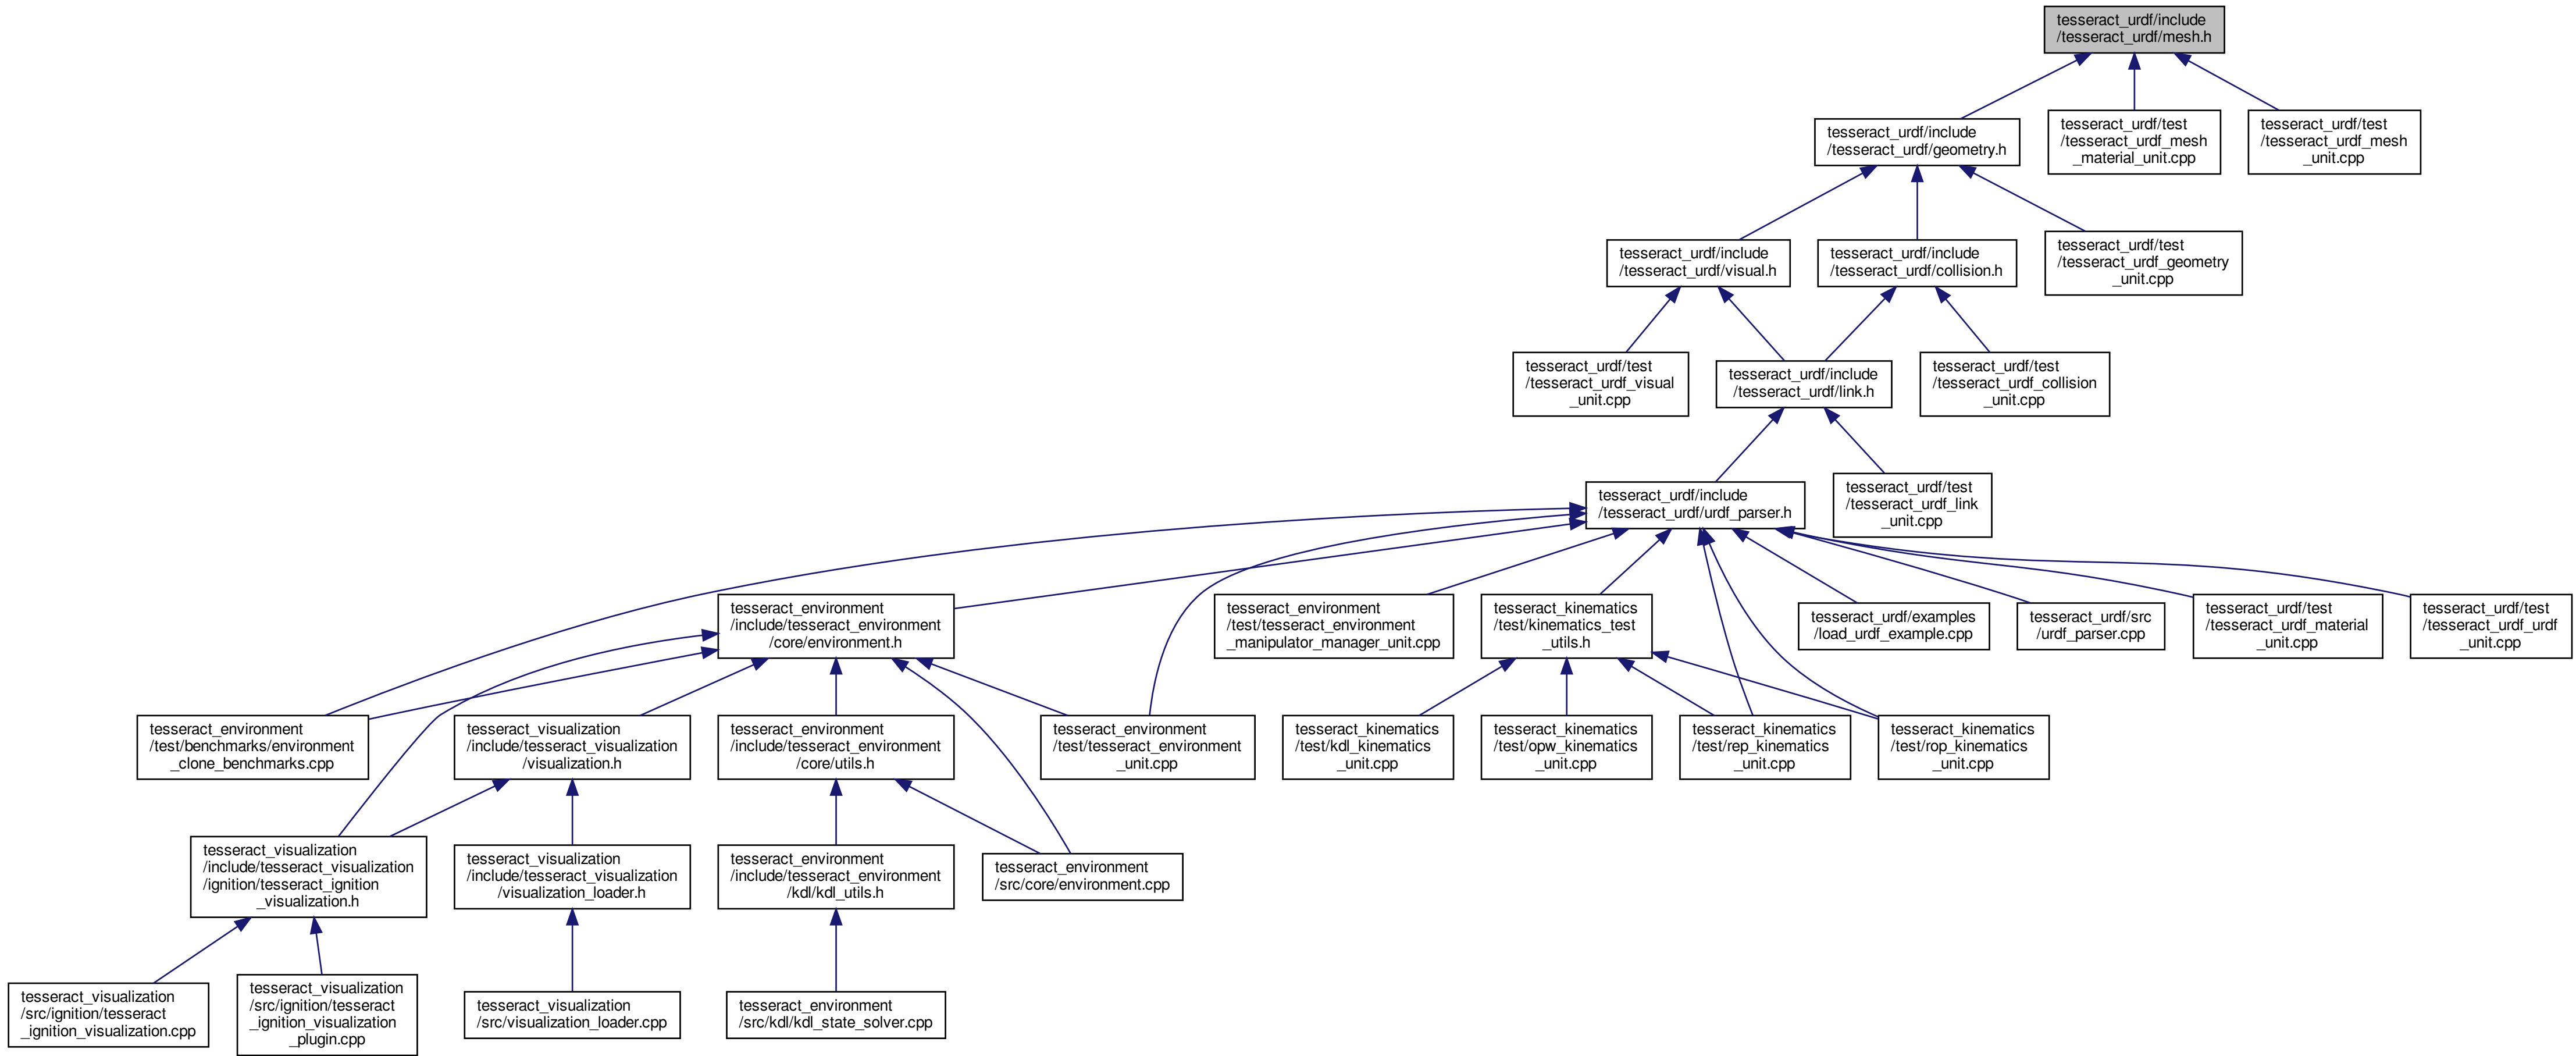 tesseract_urdf/include
/tesseract_urdf/mesh.h
tesseract_urdf/include
/tesseract_urdf/geometry.h
tesseract_urdf/test
/tesseract_urdf_mesh
_material_unit.cpp
tesseract_urdf/test
/tesseract_urdf_mesh
_unit.cpp
tesseract_urdf/include
/tesseract_urdf/visual.h
tesseract_urdf/include
/tesseract_urdf/collision.h
tesseract_urdf/test
/tesseract_urdf_geometry
_unit.cpp
tesseract_urdf/test
/tesseract_urdf_visual
_unit.cpp
tesseract_urdf/include
/tesseract_urdf/link.h
tesseract_urdf/test
/tesseract_urdf_collision
_unit.cpp
tesseract_urdf/include
/tesseract_urdf/urdf_parser.h
tesseract_urdf/test
/tesseract_urdf_link
_unit.cpp
tesseract_environment
/include/tesseract_environment
/core/environment.h
tesseract_environment
/test/tesseract_environment
_manipulator_manager_unit.cpp
tesseract_kinematics
/test/kinematics_test
_utils.h
tesseract_urdf/examples
/load_urdf_example.cpp
tesseract_urdf/src
/urdf_parser.cpp
tesseract_urdf/test
/tesseract_urdf_material
_unit.cpp
tesseract_urdf/test
/tesseract_urdf_urdf
_unit.cpp
tesseract_environment
/test/benchmarks/environment
_clone_benchmarks.cpp
tesseract_visualization
/include/tesseract_visualization
/visualization.h
tesseract_environment
/include/tesseract_environment
/core/utils.h
tesseract_environment
/test/tesseract_environment
_unit.cpp
tesseract_kinematics
/test/kdl_kinematics
_unit.cpp
tesseract_kinematics
/test/opw_kinematics
_unit.cpp
tesseract_kinematics
/test/rep_kinematics
_unit.cpp
tesseract_kinematics
/test/rop_kinematics
_unit.cpp
tesseract_visualization
/include/tesseract_visualization
/ignition/tesseract_ignition
_visualization.h
tesseract_visualization
/include/tesseract_visualization
/visualization_loader.h
tesseract_environment
/include/tesseract_environment
/kdl/kdl_utils.h
tesseract_environment
/src/core/environment.cpp
tesseract_visualization
/src/ignition/tesseract
_ignition_visualization.cpp
tesseract_visualization
/src/ignition/tesseract
_ignition_visualization
_plugin.cpp
tesseract_visualization
/src/visualization_loader.cpp
tesseract_environment
/src/kdl/kdl_state_solver.cpp